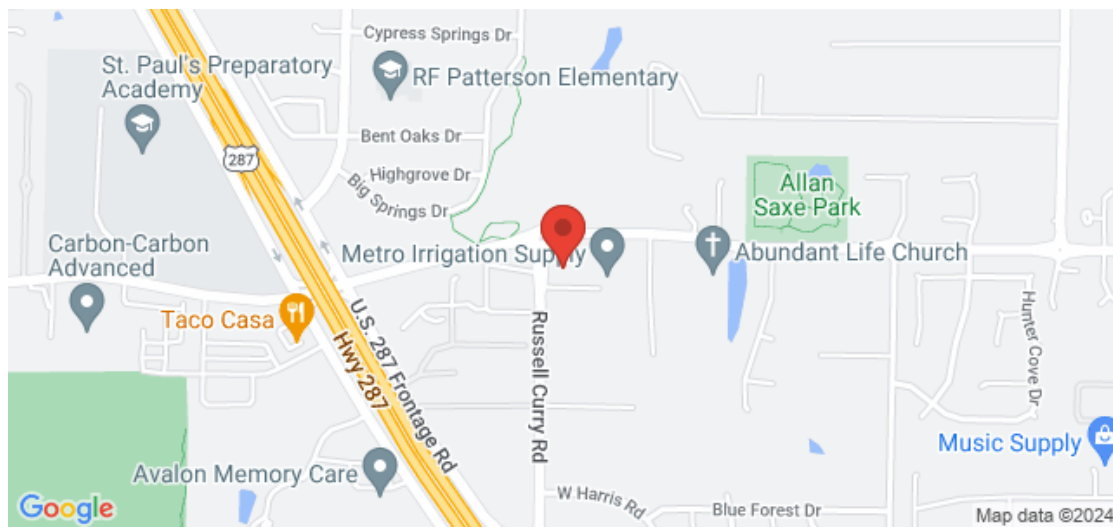 Cypress Springs Dr
St. Paul's Preparatory
Academy
RF Patterson Elementary
Bent Oaks Dr
287
Highgrove Dr
Big Springs Dr
Allan
Saxe Park
Carbon-Carbon
Advanced
Metro Irrigation Supply
Abundant Life Church
Taco Casa
U.S. 287 Frontage Rd
Hwy 287
Russell Curry Rd
Hunter Cove Dr
Music Supply
Avalon Memory Care
W Harris Rd
Blue Forest Dr
Google
Map data ©2024